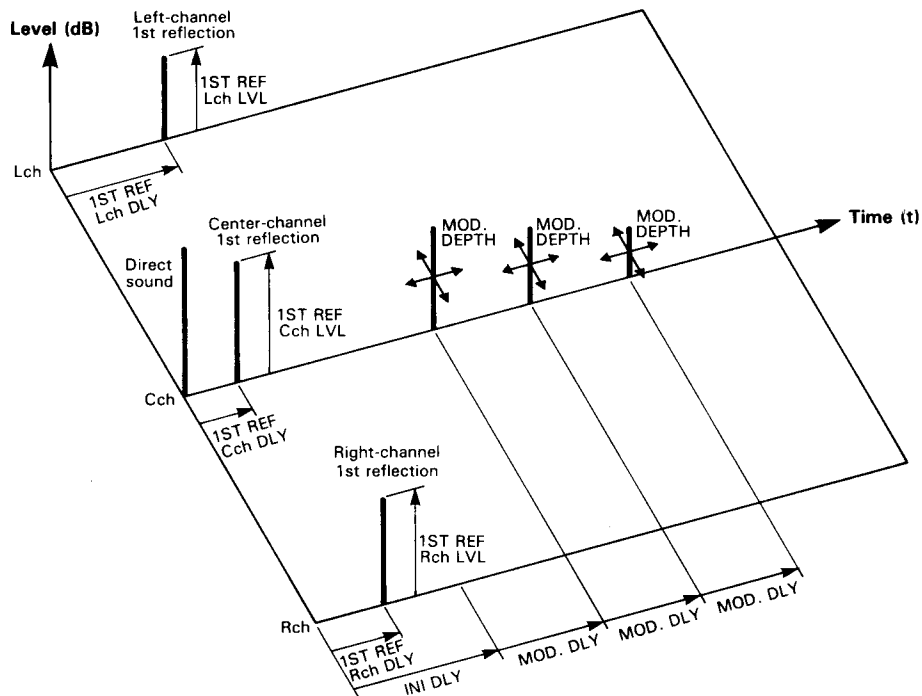 Left-channel
1st reflection
Level (dB)
1ST REF
Lch LVL
Lch
1ST REF
Lch DLY
Center-channel
1st reflection
Direct
sound
1ST REF
Cch LVL
MOD.
DEPTH
MOD.
DEPTH
MOD.
DEPTH
Time (t)
Cch
1ST REF
Cch DLY
Right-channel
1st reflection
1ST REF
Rch LVL
Rch
1ST REF
Rch DLY
INI DLY
MOD. DLY
MOD. DLY
MOD. DLY